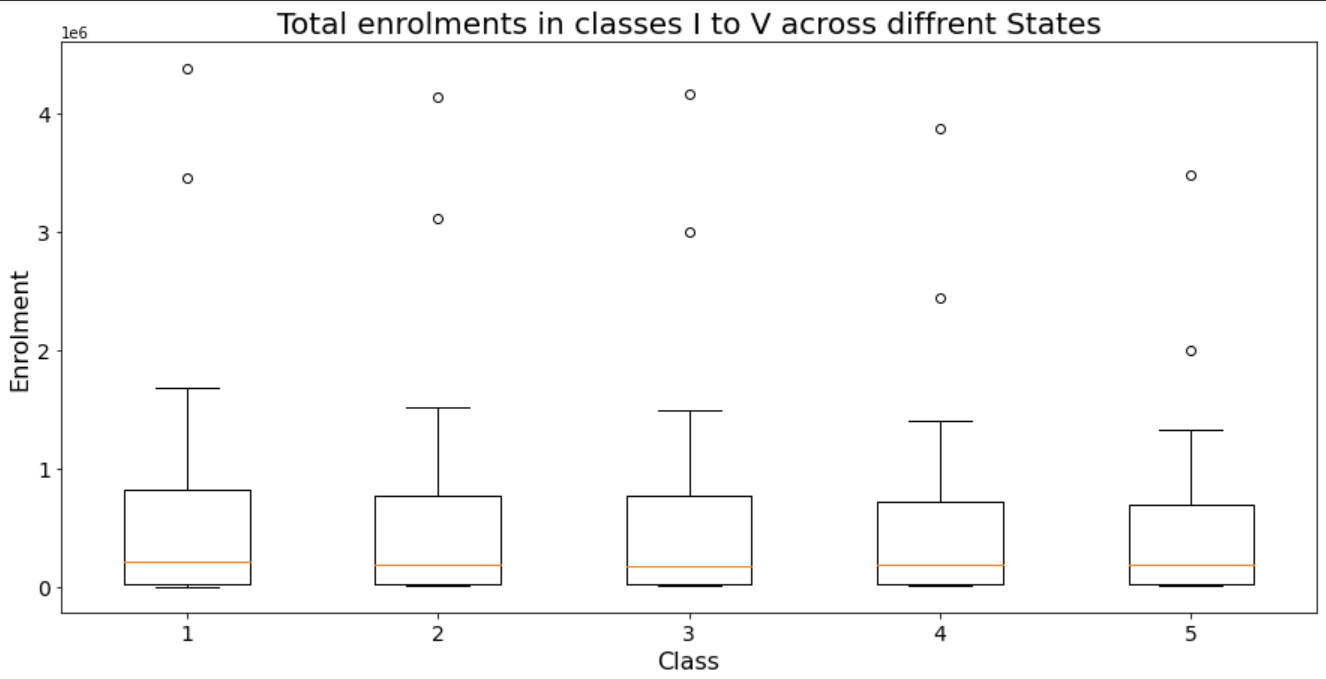 Total enrolments in classes I to V across diffrent States
1e6
4
3
2
1
0
Enrolment
1 2 3 4 5
Class